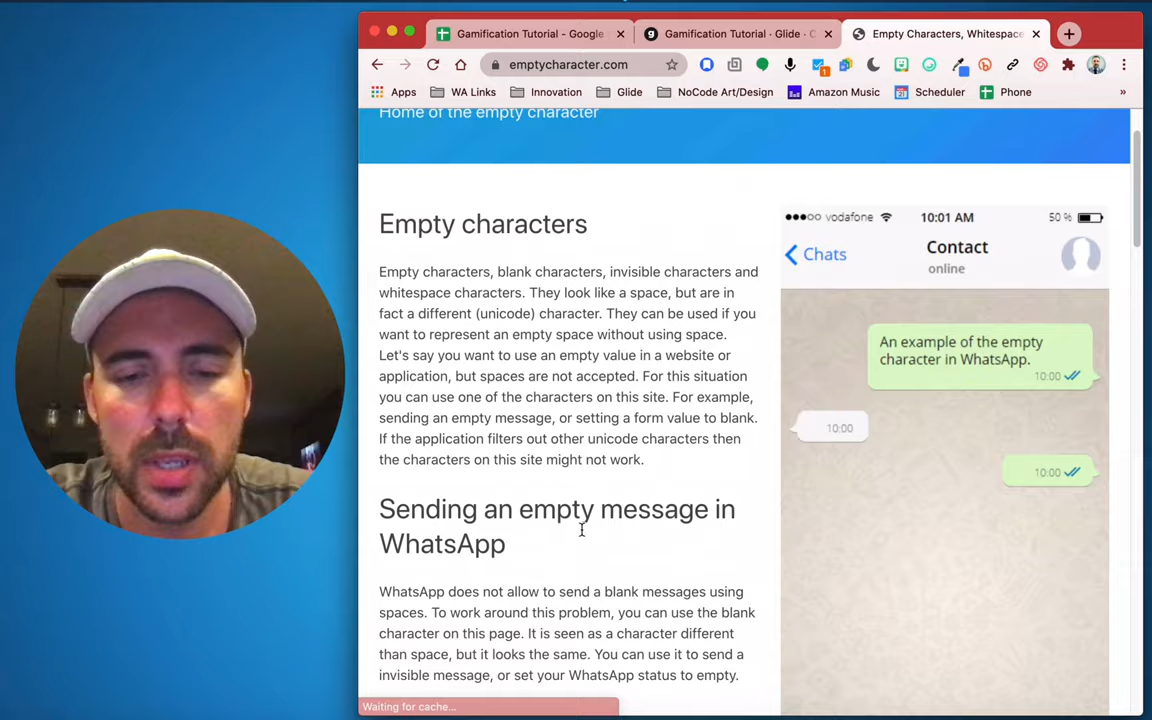 Gamification Tutorial - Google
Gamification Tutorial · Glide · C
Empty Characters, Whitespace
emptycharacter.com
Apps
WA Links
Innovation
Glide
NoCode Art/Design
Amazon Music
Scheduler
Phone
»
Home of the empty character
Empty characters
Empty characters, blank characters, invisible characters and
whitespace characters. They look like a space, but are in
fact a different (unicode) character. They can be used if you
want to represent an empty space without using space.
Let's say you want to use an empty value in a website or
application, but spaces are not accepted. For this situation
you can use one of the characters on this site. For example,
sending an empty message, or setting a form value to blank.
If the application filters out other unicode characters then
the characters on this site might not work.
Sending an empty message in
WhatsApp
WhatsApp does not allow to send a blank messages using
spaces. To work around this problem, you can use the blank
character on this page. It is seen as a character different
than space, but it looks the same. You can use it to send a
invisible message, or set your WhatsApp status to empty.
vodafone 10:01 AM 50 %
Chats
Contact
online
An example of the empty
character in WhatsApp.
10:00
10:00
10:00
Waiting for cache...